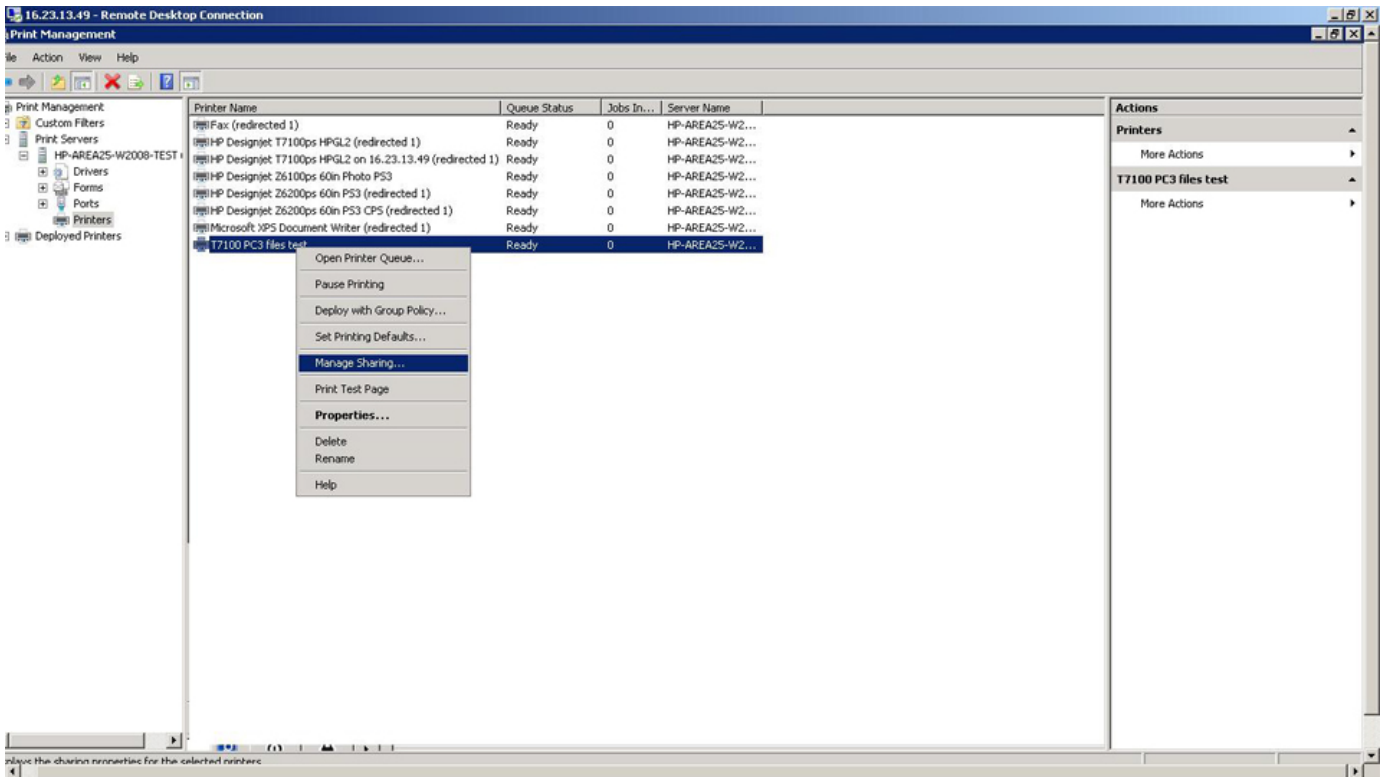 16.23.13.49 - Remote Desktop Connection
Print Management
Action View Help
Print Management
Custom Filters
Print Servers
HP-AREA25-W2008-TEST
Drivers
Forms
Ports
Printers
Deployed Printers
Printer Name Queue Status Jobs In... Server Name
Fax (redirected 1) Ready 0 HP-AREA25-W2...
HP Designjet T7100ps HPGL2 (redirected 1) Ready 0 HP-AREA25-W2...
HP Designjet T7100ps HPGL2 on 16.23.13.49 (redirected 1) Ready 0 HP-AREA25-W2...
HP Designjet Z6100ps 60in Photo PS3 Ready 0 HP-AREA25-W2...
HP Designjet Z6200ps 60in PS3 (redirected 1) Ready 0 HP-AREA25-W2...
HP Designjet Z6200ps 60in PS3 CPS (redirected 1) Ready 0 HP-AREA25-W2...
Microsoft XPS Document Writer (redirected 1) Ready 0 HP-AREA25-W2...
T7100 PC3 files test Ready 0 HP-AREA25-W2...
Open Printer Queue...
Pause Printing
Deploy with Group Policy...
Set Printing Defaults...
Manage Sharing...
Print Test Page
Properties...
Delete
Rename
Help
Actions
Printers
More Actions
T7100 PC3 files test
More Actions
the sharing properties for the selected printers